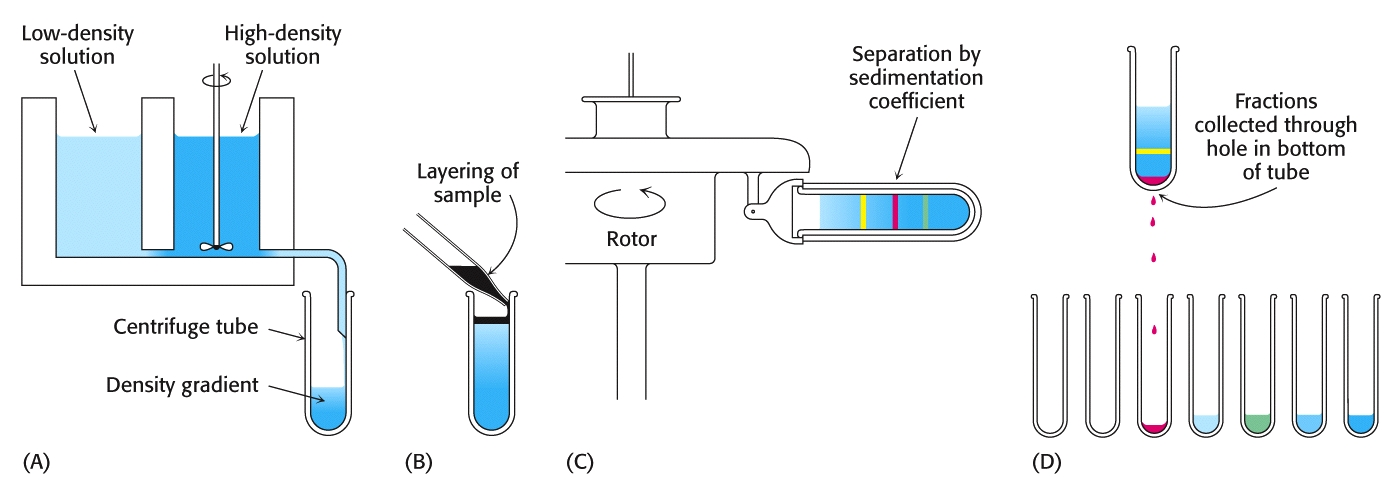 Low-density
solution
High-density
solution
Centrifuge tube
Density gradient
(A)
Layering of
sample
(B)
Separation by
sedimentation
coefficient
Rotor
(C)
Fractions
collected through
hole in bottom
of tube
(D)